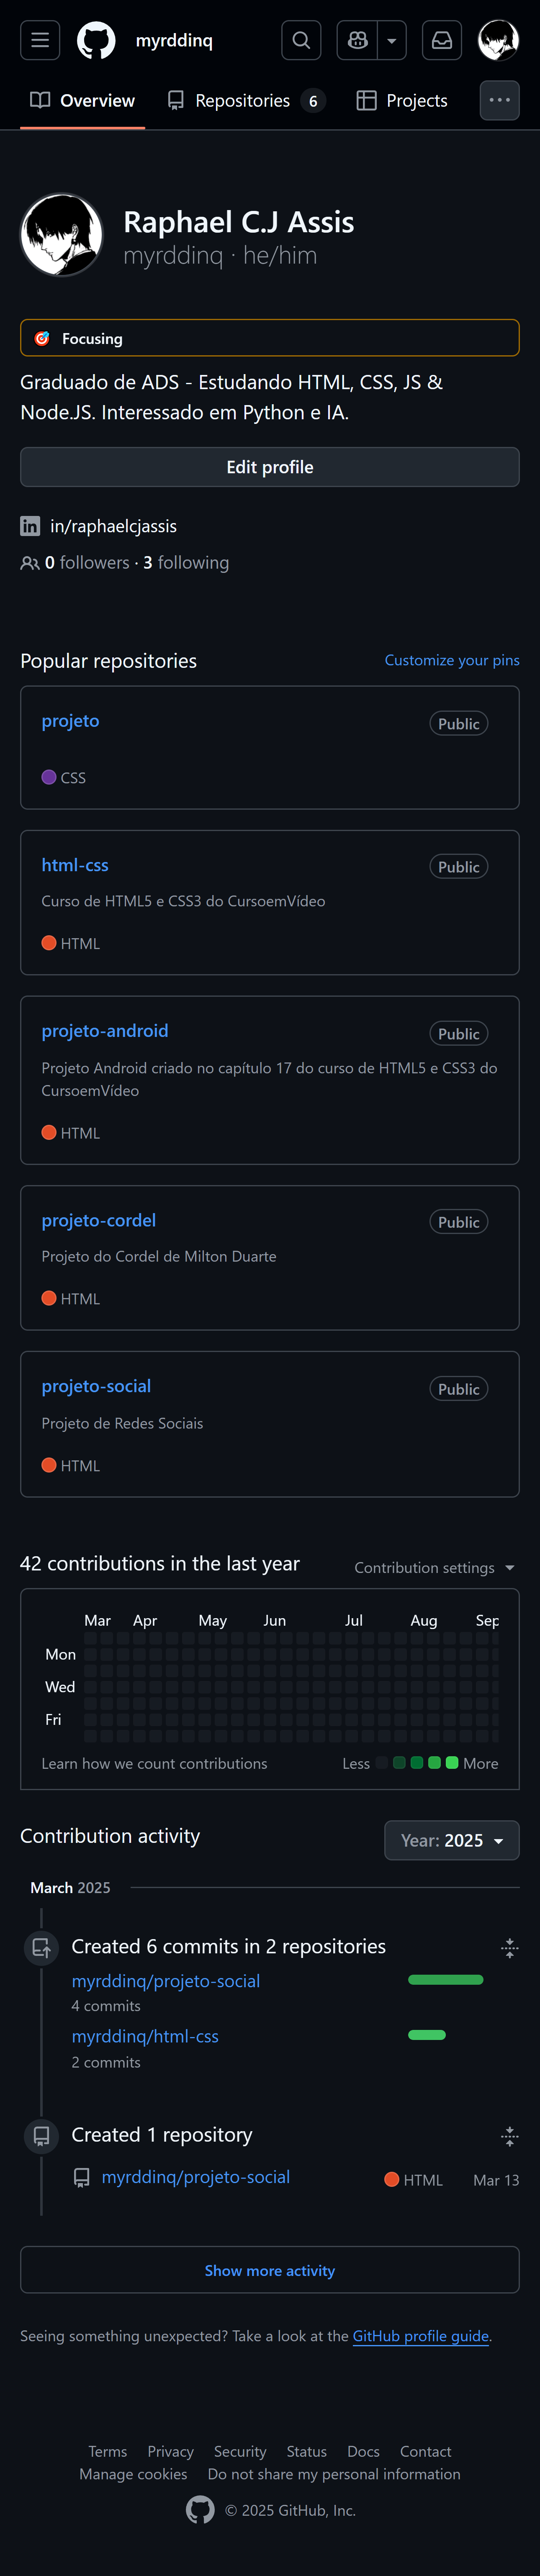 myrddinq
Overview
Repositories 6
Projects
Raphael C.J Assis
myrddinq · he/him
🎯 Focusing
Graduado de ADS - Estudando HTML, CSS, JS &
Node.JS. Interessado em Python e IA.
Edit profile
in/raphaelcjassis
0 followers · 3 following
Popular repositories
Customize your pins
projeto
Public
CSS
html-css
Public
Curso de HTML5 e CSS3 do CursoemVídeo
HTML
projeto-android
Public
Projeto Android criado no capítulo 17 do curso de HTML5 e CSS3 do
CursoemVídeo
HTML
projeto-cordel
Public
Projeto do Cordel de Milton Duarte
HTML
projeto-social
Public
Projeto de Redes Sociais
HTML
42 contributions in the last year
Contribution settings
Mar Apr May Jun Jul Aug Sep
Mon
Wed
Fri
Learn how we count contributions
Less More
Contribution activity
Year: 2025
March 2025
Created 6 commits in 2 repositories
myrddinq/projeto-social
4 commits
myrddinq/html-css
2 commits
Created 1 repository
myrddinq/projeto-social
HTML
Mar 13
Show more activity
Seeing something unexpected? Take a look at the GitHub profile guide.
Terms Privacy Security Status Docs Contact
Manage cookies Do not share my personal information
© 2025 GitHub, Inc.